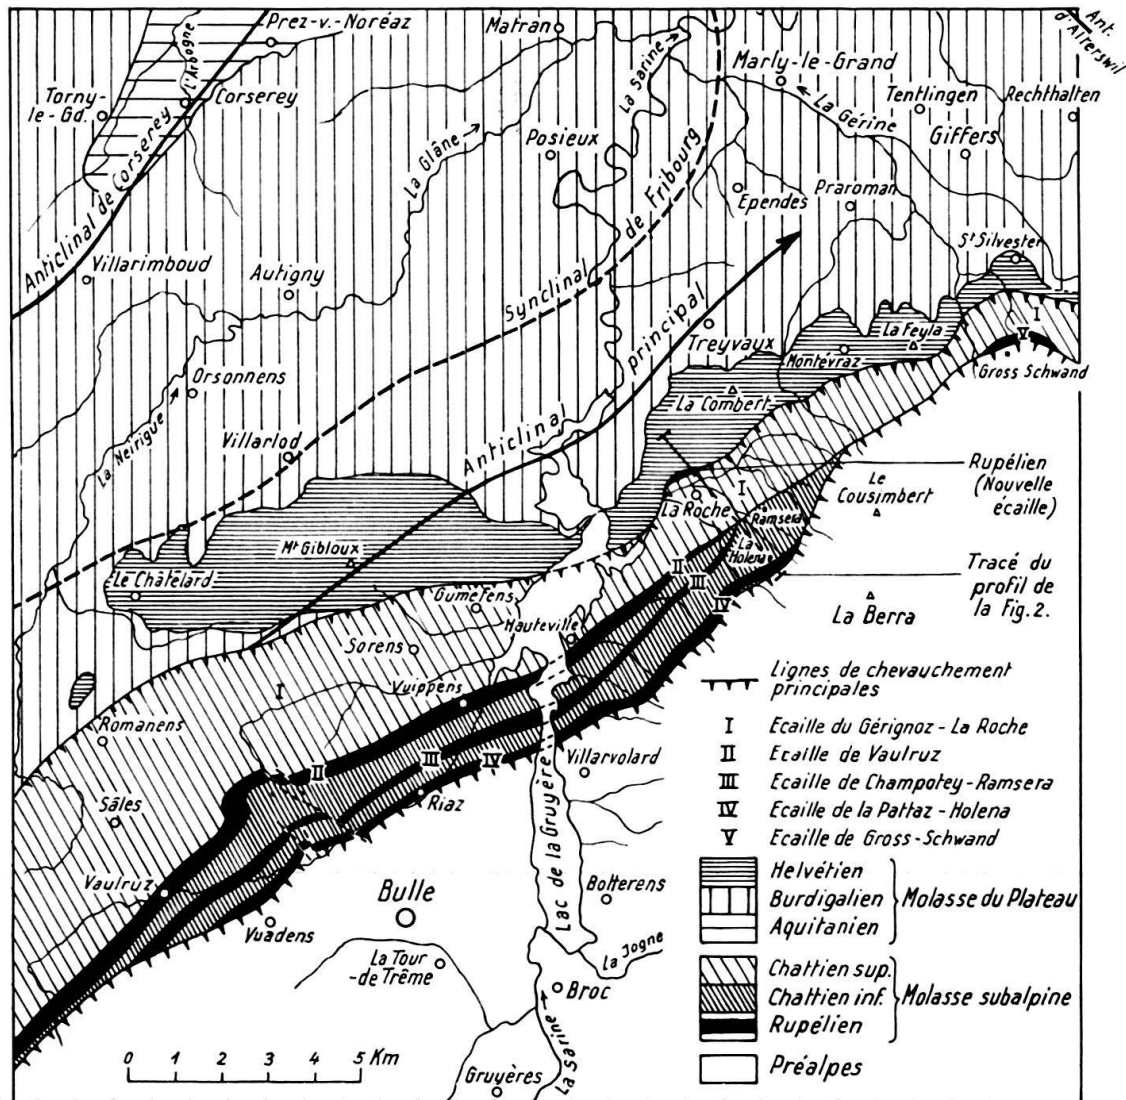 Prez-v.-Noréaz
Matran
Ant.
d'Alterswil
L'Arbogne
La Sarine
Marly-le-Grand
Torny-
le-Gd.
Corserey
La Gérine
Tentlingen
Rechthalten
Giffers
Posieux
La Glâne
Anticlinal de Corserey
Synclinal de Fribourg
Ependes
Praroman
St Silvester
Villarimboud
Autigny
Anticlinal principal
Treyvaux
La Feyla
Montévraz
Gross Schwand
I
V
Orsonnens
La Neirigue
La Combert
Villarlod
Rupélien
(Nouvelle
écaille)
Le
Cousimbert
La Roche
I
Ramsera
La
Holena
Mt Gibloux
Le Châtelard
Gumefens
II
III
IV
Tracé du
profil de
la Fig.2.
La Berra
Hauteville
Sorens
I
Vuippens
Romanens
II
III
IV
Villarvolard
Riaz
Sâles
Lac de la Gruyère
Vaulruz
Bulle
Botterens
Vuadens
La Jogne
La Tour
-de Trême
Broc
La Sarine
Gruyères
0 1 2 3 4 5 Km
Lignes de chevauchement
principales
I Ecaille du Gérignoz - La Roche
II Ecaille de Vaulruz
III Ecaille de Champotey-Ramsera
IV Ecaille de la Pattaz - Holena
V Ecaille de Gross-Schwand
Helvétien
Burdigalien
Aquitanien
Molasse du Plateau
Chattien sup.
Chattien inf.
Rupélien
Molasse subalpine
Préalpes